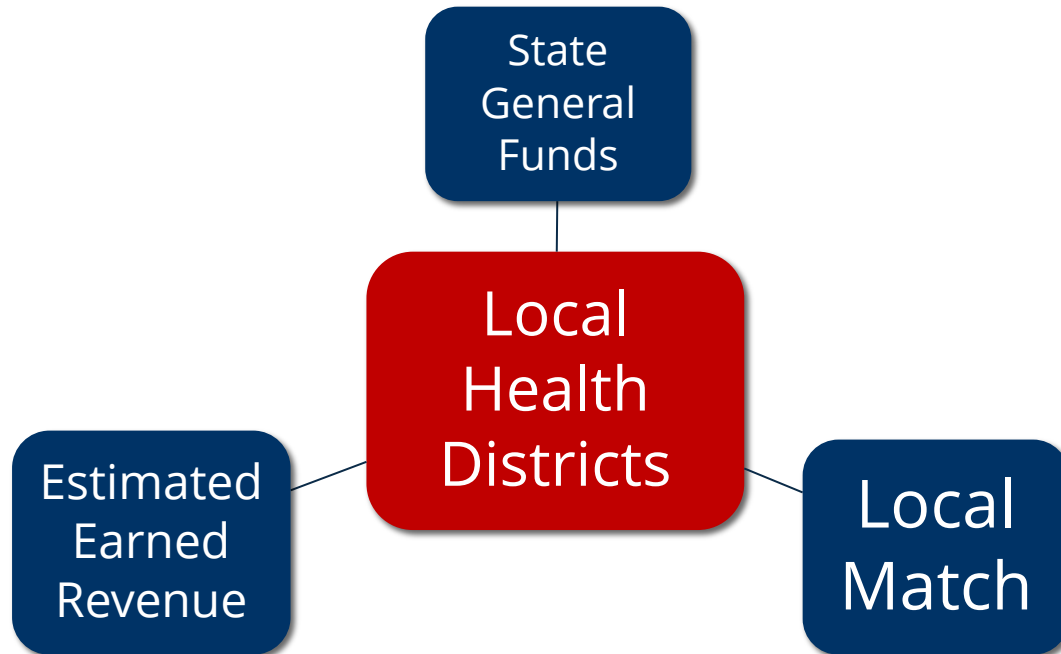 State
General
Funds
Local
Health
Districts
Estimated
Earned
Revenue
Local
Match